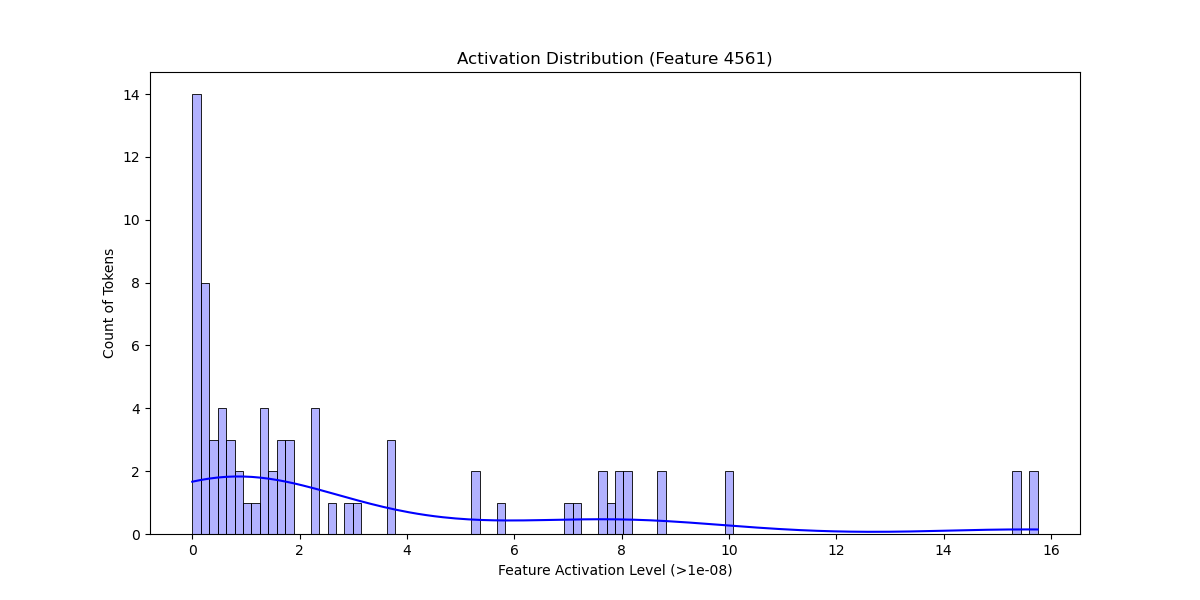 Activation Distribution (Feature 4561)
14
12
10
8
6
4
2
0
Count of Tokens
0 2 4 6 8 10 12 14 16
Feature Activation Level (>1e-08)